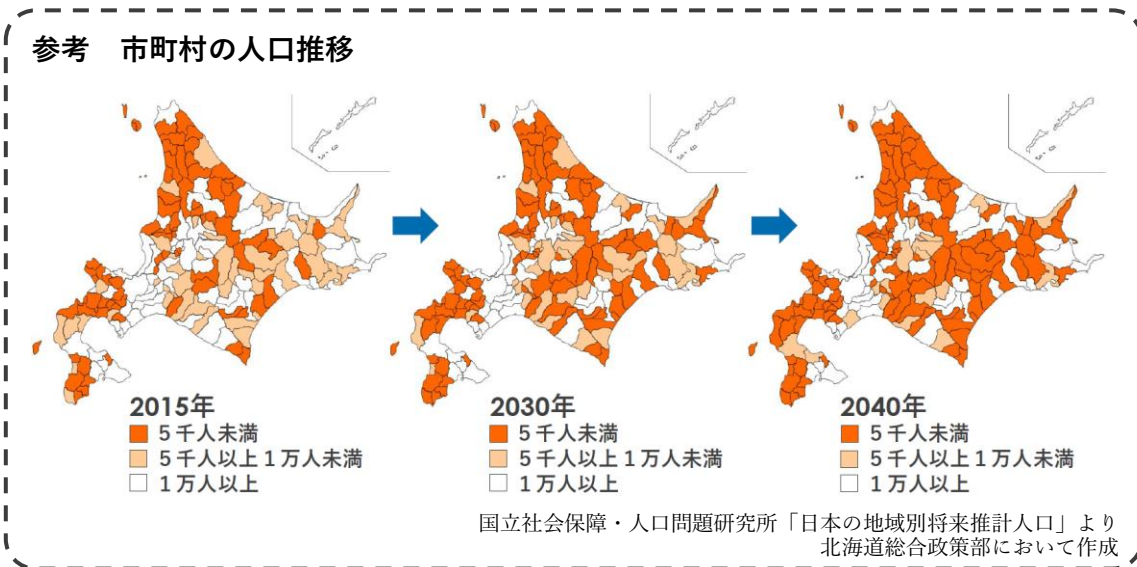 参考　市町村の人口推移
2015年
5千人未満
5千人以上1万人未満
1万人以上
2030年
5千人未満
5千人以上1万人未満
1万人以上
2040年
5千人未満
5千人以上1万人未満
1万人以上
国立社会保障・人口問題研究所「日本の地域別将来推計人口」より
北海道総合政策部において作成